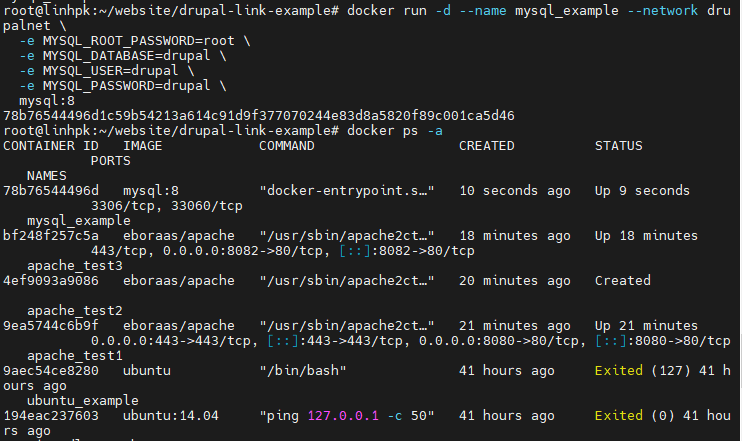 root@linhpk:~/website/drupal-link-example# docker run -d --name mysql_example --network dru
palnet \
-e MYSQL_ROOT_PASSWORD=root \
-e MYSQL_DATABASE=drupal \
-e MYSQL_USER=drupal \
-e MYSQL_PASSWORD=drupal \
mysql:8
78b76544496d1c59b54213a614c91d9f377070244e83d8a5820f89c001ca5d46
root@linhpk:~/website/drupal-link-example# docker ps -a
CONTAINER ID   IMAGE            COMMAND                  CREATED          STATUS
PORTS
NAMES
78b76544496d   mysql:8          "docker-entrypoint.s…"   10 seconds ago   Up 9 seconds
3306/tcp, 33060/tcp
mysql_example
bf248f257c5a   eboraas/apache   "/usr/sbin/apache2ct…"   18 minutes ago   Up 18 minutes
443/tcp, 0.0.0.0:8082->80/tcp, [::]:8082->80/tcp
apache_test3
4ef9093a9086   eboraas/apache   "/usr/sbin/apache2ct…"   20 minutes ago   Created
apache_test2
9ea5744c6b9f   eboraas/apache   "/usr/sbin/apache2ct…"   21 minutes ago   Up 21 minutes
0.0.0.0:443->443/tcp, [::]:443->443/tcp, 0.0.0.0:8080->80/tcp, [::]:8080->80/tcp
apache_test1
9aec54ce8280   ubuntu           "/bin/bash"              41 hours ago     Exited (127) 41 h
ours ago
ubuntu_example
194eac237603   ubuntu:14.04     "ping 127.0.0.1 -c 50"   41 hours ago     Exited (0) 41 hou
rs ago